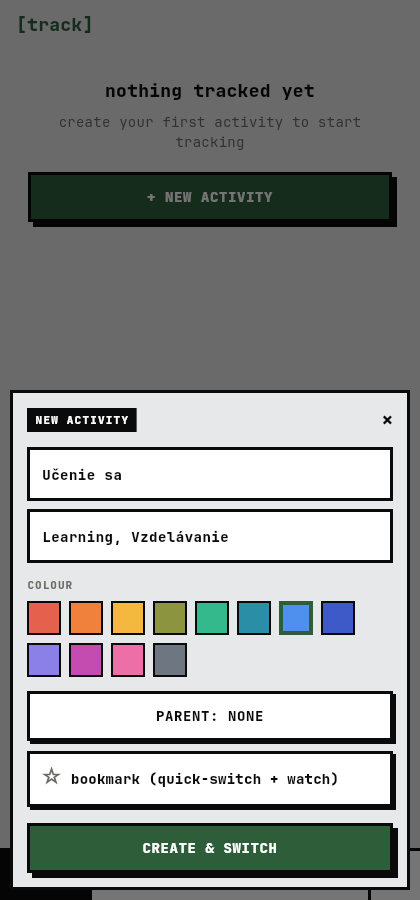 [track]
nothing tracked yet
create your first activity to start
tracking
+ NEW ACTIVITY
NEW ACTIVITY ×
Učenie sa
Learning, Vzdelávanie
COLOUR
PARENT: NONE
☆ bookmark (quick-switch + watch)
CREATE & SWITCH